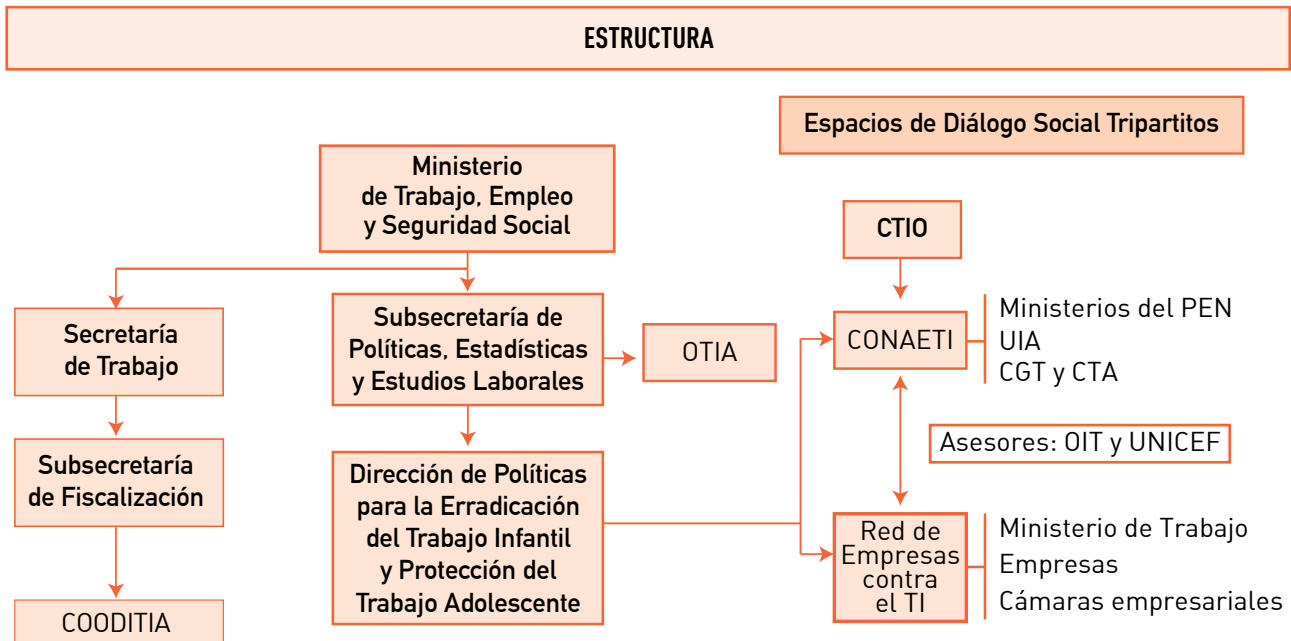 ESTRUCTURA
Espacios de Diálogo Social Tripartitos
Ministerio
de Trabajo, Empleo
y Seguridad Social
CTIO
Secretaría
de Trabajo
Subsecretaría de
Políticas, Estadísticas
y Estudios Laborales
OTIA
CONAETI
Ministerios del PEN
UIA
CGT y CTA
Asesores: OIT y UNICEF
Subsecretaría
de Fiscalización
Dirección de Políticas
para la Erradicación
del Trabajo Infantil
y Protección del
Trabajo Adolescente
Red de
Empresas
contra
el TI
Ministerio de Trabajo
Empresas
Cámaras empresariales
COODITIA